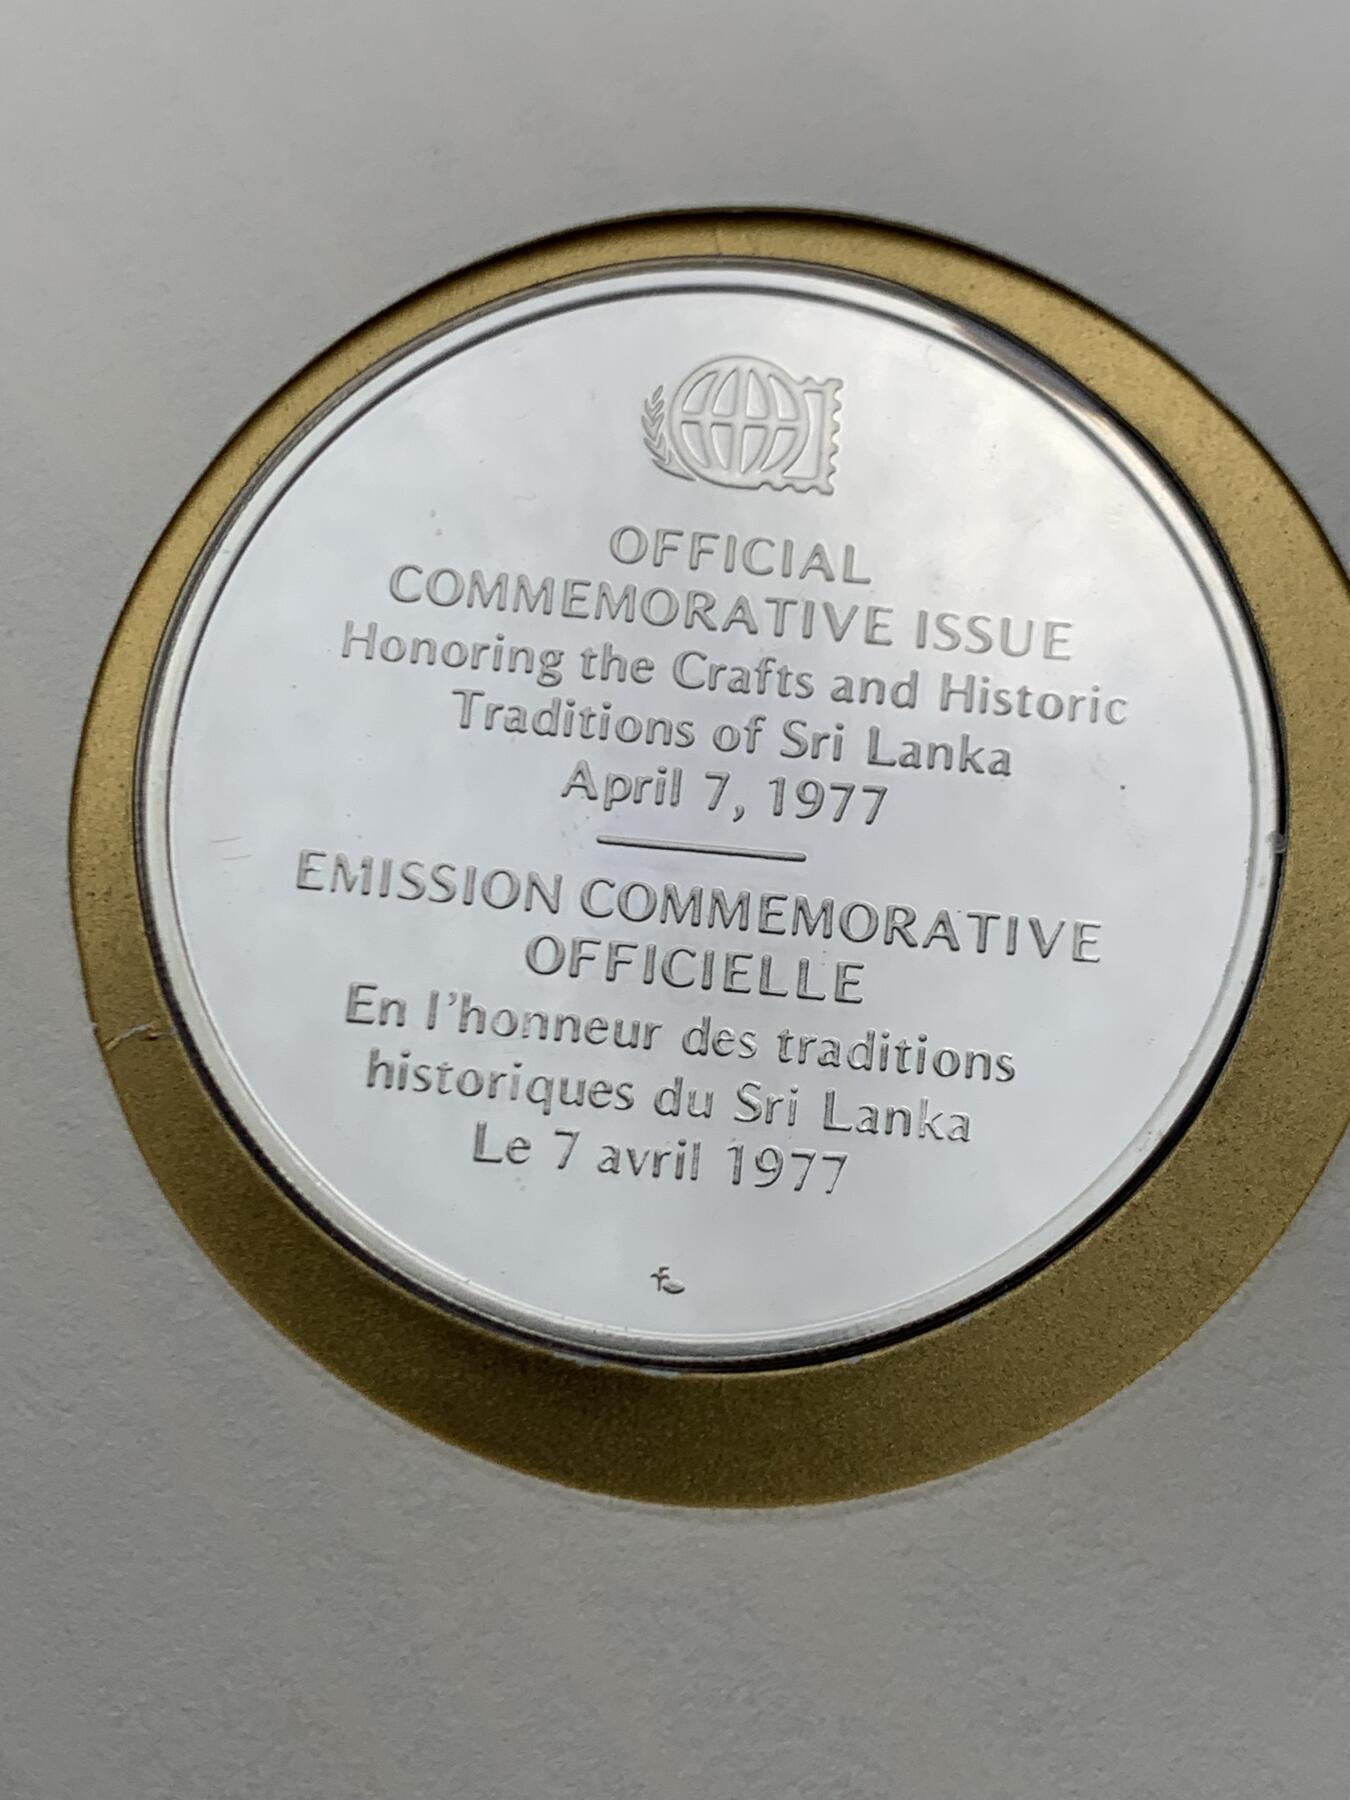 OFFICIAL
COMMEMORATIVE ISSUE
Honoring the Crafts and Historic
Traditions of Sri Lanka
April 7, 1977
EMISSION COMMEMORATIVE
OFFICIELLE
En l'honneur des traditions
historiques du Sri Lanka
Le 7 avril 1977